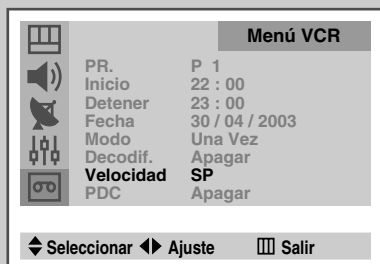 Menú VCR
PR. P 1
Inicio 22 : 00
Detener 23 : 00
Fecha 30 / 04 / 2003
Modo Una Vez
Decodif. Apagar
Velocidad SP
PDC Apagar
Seleccionar Ajuste Salir